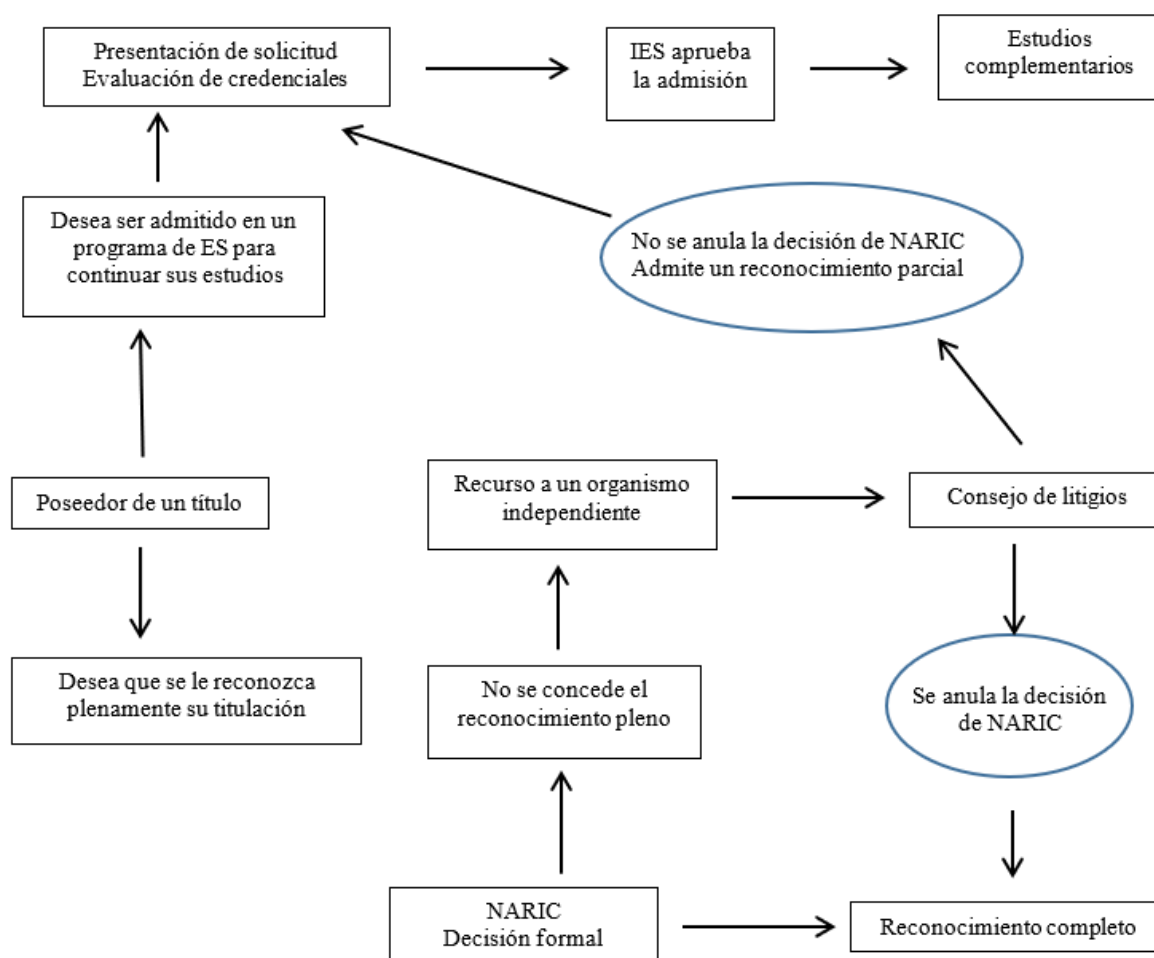 Presentación de solicitud
Evaluación de credenciales
IES aprueba
la admisión
Estudios
complementarios
Desea ser admitido en un
programa de ES para
continuar sus estudios
No se anula la decisión de NARIC
Admite un reconocimiento parcial
Poseedor de un título
Recurso a un organismo
independiente
Consejo de litigios
Desea que se le reconozca
plenamente su titulación
No se concede el
reconocimiento pleno
Se anula la decisión
de NARIC
NARIC
Decisión formal
Reconocimiento completo